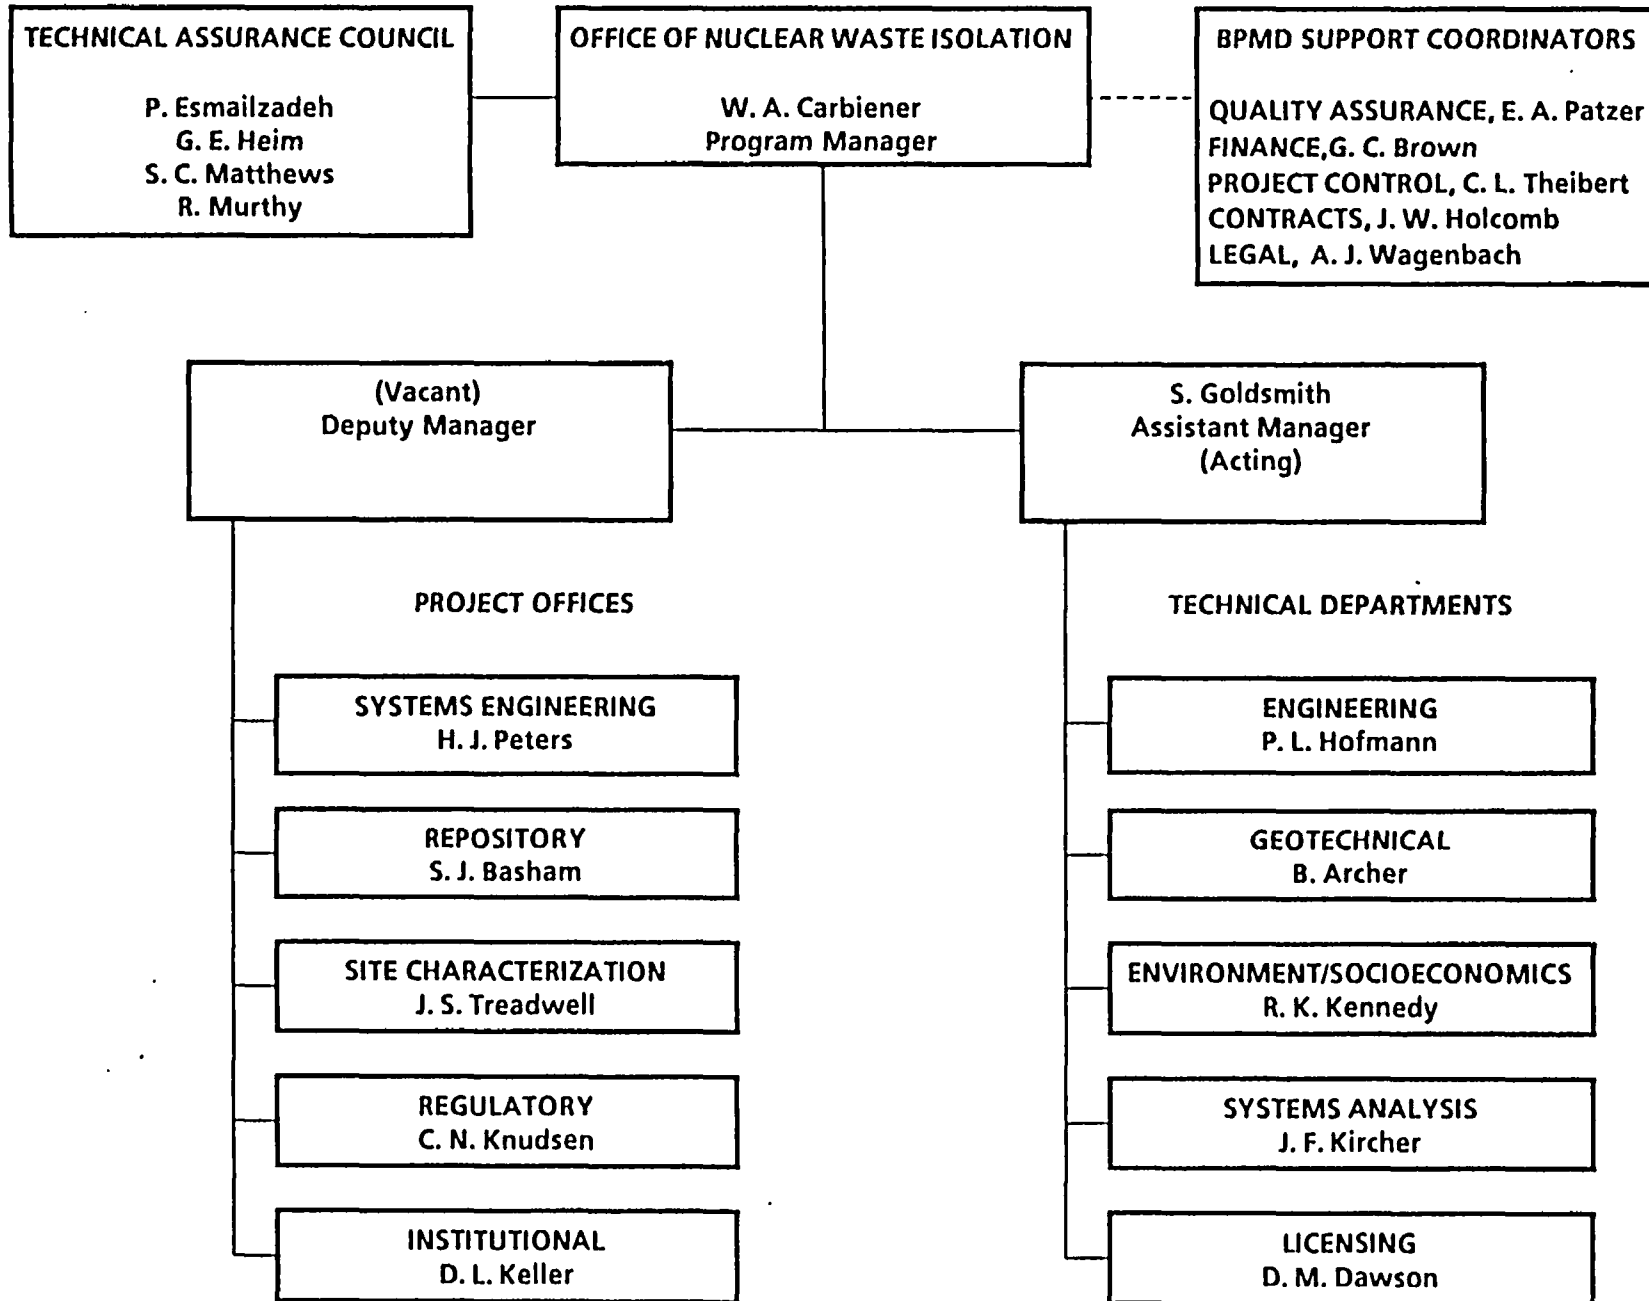 TECHNICAL ASSURANCE COUNCIL
P. Esmailzadeh
G. E. Heim
S. C. Matthews
R. Murthy
OFFICE OF NUCLEAR WASTE ISOLATION
W. A. Carbiener
Program Manager
BPMD SUPPORT COORDINATORS
QUALITY ASSURANCE, E. A. Patzer
FINANCE,G. C. Brown
PROJECT CONTROL, C. L. Theibert
CONTRACTS, J. W. Holcomb
LEGAL, A. J. Wagenbach
(Vacant)
Deputy Manager
S. Goldsmith
Assistant Manager
(Acting)
PROJECT OFFICES
SYSTEMS ENGINEERING
H. J. Peters
REPOSITORY
S. J. Basham
SITE CHARACTERIZATION
J. S. Treadwell
REGULATORY
C. N. Knudsen
INSTITUTIONAL
D. L. Keller
TECHNICAL DEPARTMENTS
ENGINEERING
P. L. Hofmann
GEOTECHNICAL
B. Archer
ENVIRONMENT/SOCIOECONOMICS
R. K. Kennedy
SYSTEMS ANALYSIS
J. F. Kircher
LICENSING
D. M. Dawson